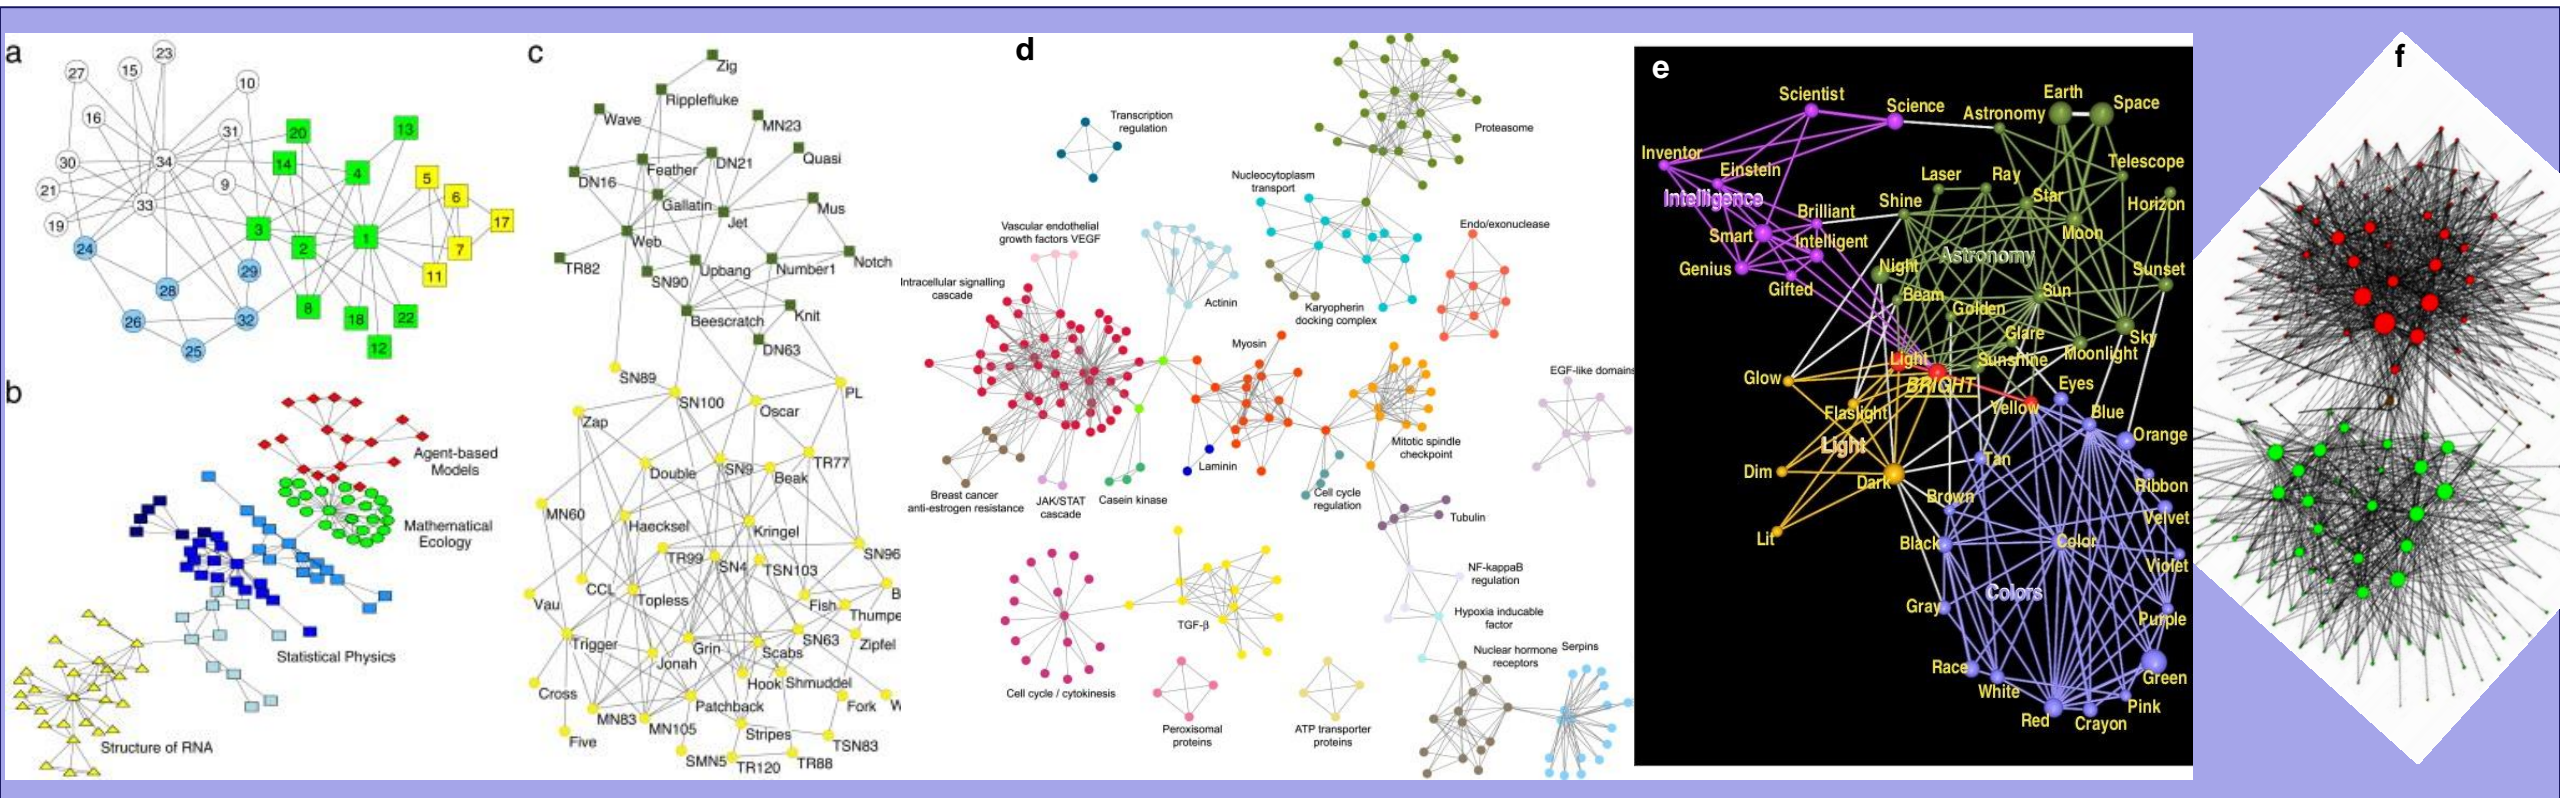 a
23
27
15
10
16
31
20
13
30
34
14
4
5
6
21
9
17
33
19
3
2
1
7
24
29
11
28
8
18
22
26
32
25
12
b
Agent-based
Models
Mathematical
Ecology
Statistical Physics
Structure of RNA
c
Zig
Ripplefluke
Wave
MN23
Feather
DN21
Quasi
DN16
Gallatin
Jet
Mus
Web
TR82
SN90
Upbang
Number1
Notch
Beescratch
Knit
DN63
SN89
SN100
Oscar
PL
Zap
Double
SN9
Beak
TR77
MN60
Haecksel
Kringel
TR99
SN4
TSN103
SN96
CCL
Topless
Fish
B
Vau
Thumpe
Trigger
Grin
Scabs
SN63
Zipfel
Jonah
Hook
Shmuddel
Cross
MN83
MN105
Patchback
Fork
W
Five
Stripes
TSN83
SMN5
TR120
TR88
d
Transcription
regulation
Proteasome
Nucleocytoplasm
transport
Vascular endothelial
growth factors VEGF
Endo/exonuclease
Intracellular signalling
cascade
Actinin
Karyopherin
docking complex
Myosin
EGF-like domains
Mitotic spindle
checkpoint
Laminin
Breast cancer
anti-estrogen resistance
JAK/STAT
cascade
Casein kinase
Cell cycle
regulation
Tubulin
NF-kappaB
regulation
TGF-β
Hypoxia inducable
factor
Cell cycle / cytokinesis
Nuclear hormone
receptors
Serpins
Peroxisomal
proteins
ATP transporter
proteins
e
Scientist
Science
Astronomy
Earth
Space
Inventor
Einstein
Intelligence
Laser
Ray
Telescope
Shine
Star
Horizon
Brilliant
Smart
Intelligent
Moon
Astronomy
Genius
Gifted
Night
Sunset
Beam
Sun
Golden
Glare
Sky
Light
Sunshine
Moonlight
Glow
BRIGHT
Eyes
Flaslight
Yellow
Blue
Light
Orange
Dim
Dark
Tan
Ribbon
Brown
Velvet
Lit
Black
Color
Violet
Colors
Gray
Purple
Race
White
Green
Red
Crayon
Pink
f